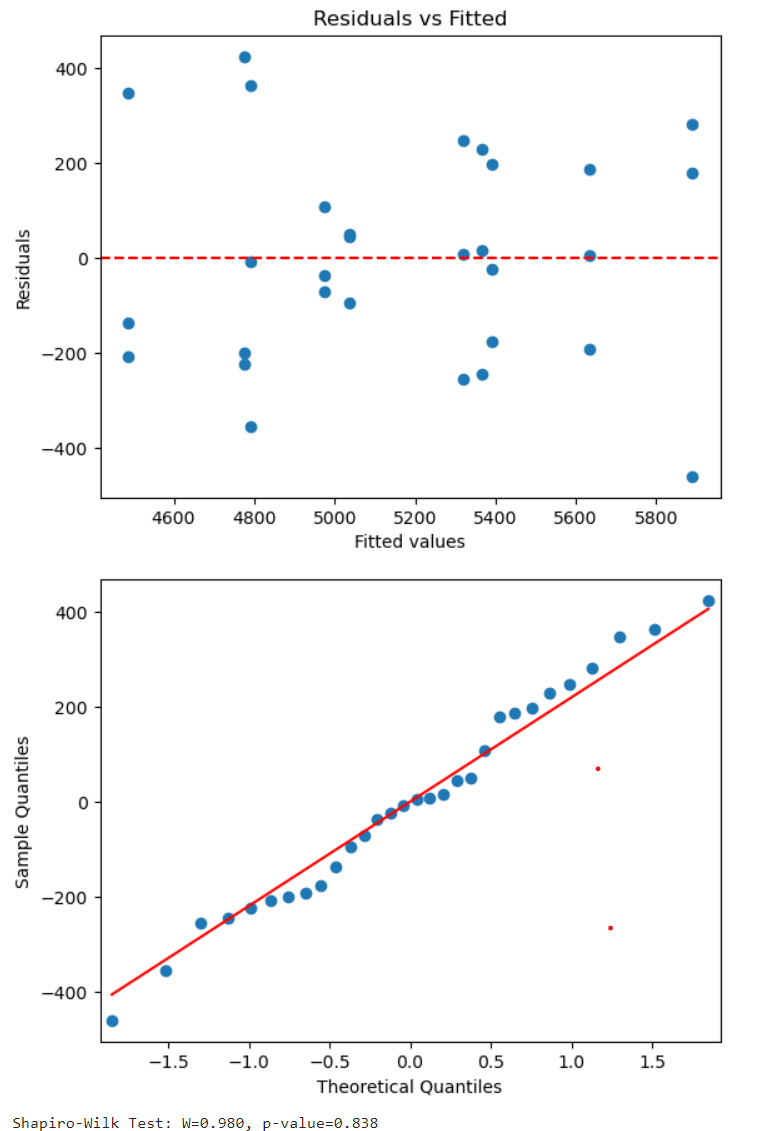 Residuals vs Fitted
400
200
0
−200
−400
Residuals
4600 4800 5000 5200 5400 5600 5800
Fitted values
400
200
0
−200
−400
Sample Quantiles
−1.5 −1.0 −0.5 0.0 0.5 1.0 1.5
Theoretical Quantiles
Shapiro-Wilk Test: W=0.980, p-value=0.838